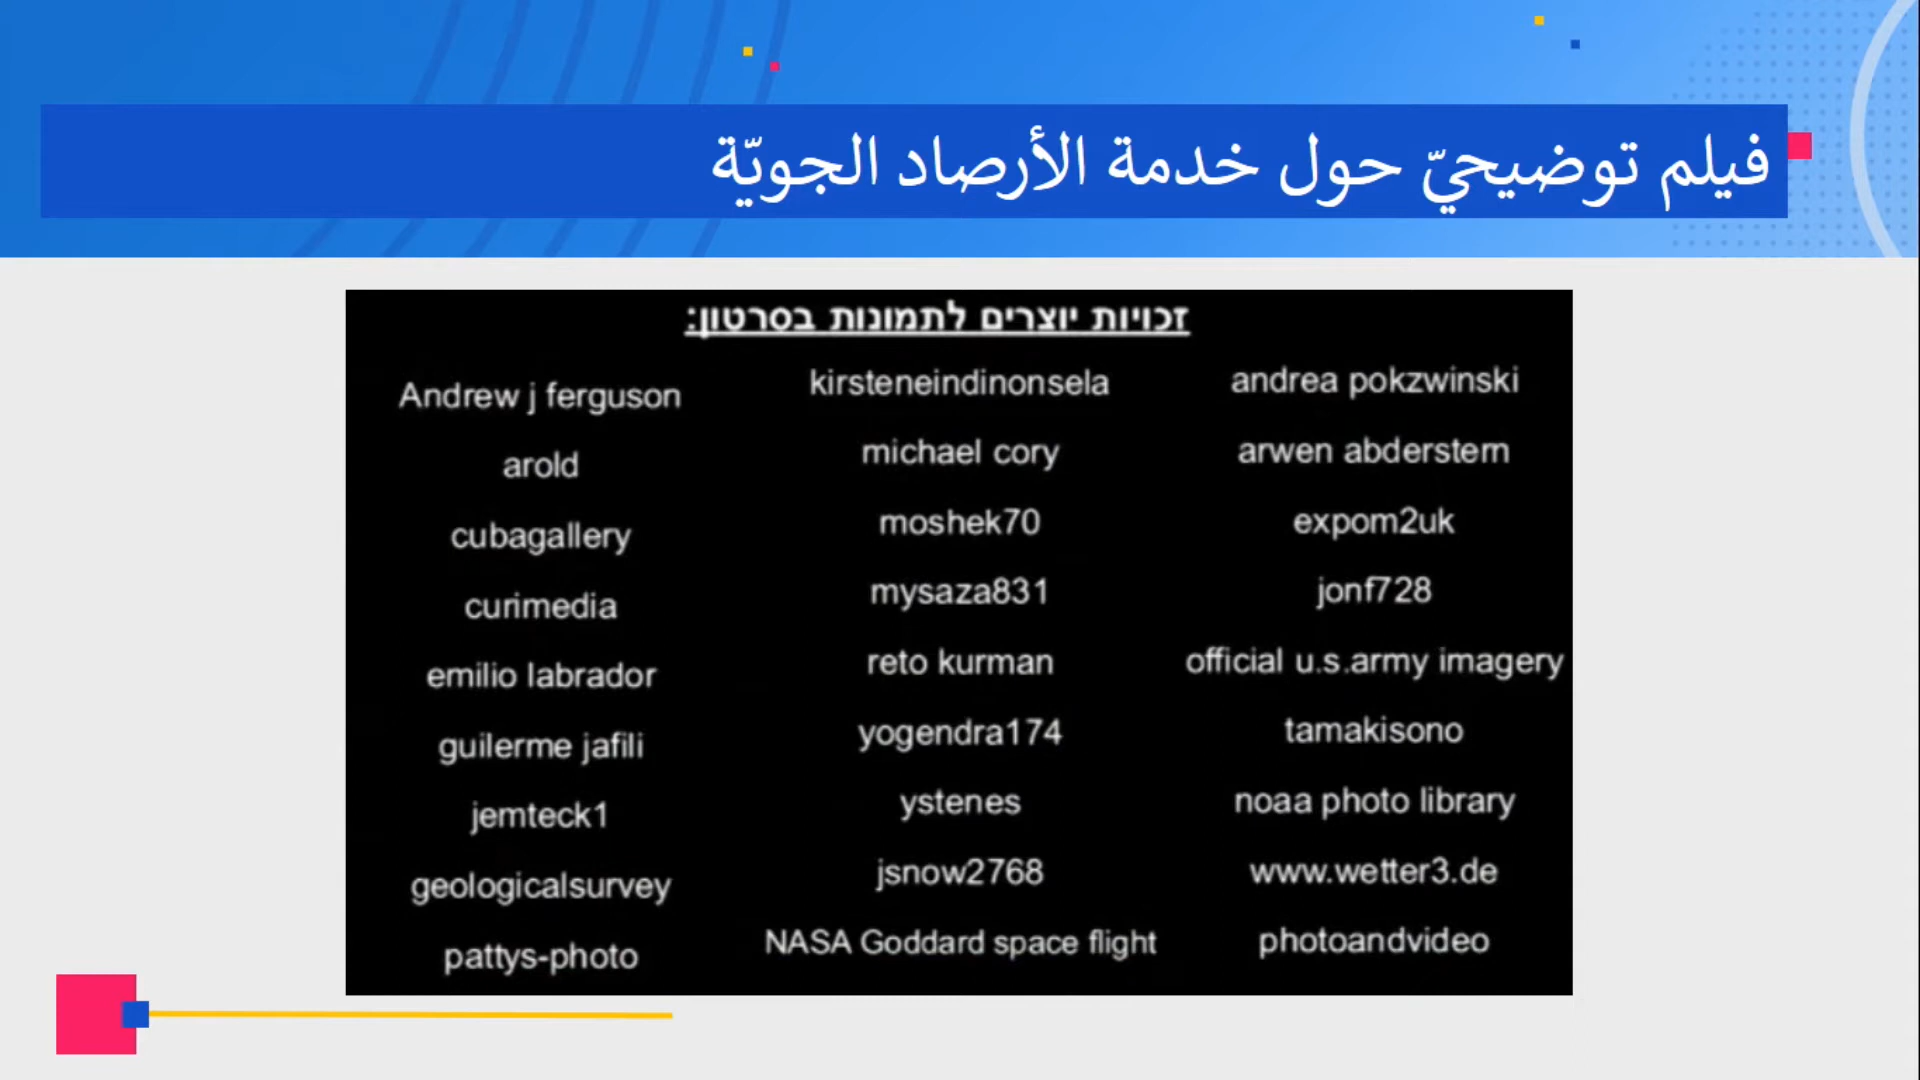 فيلم توضيحيّ حول خدمة الأرصاد الجويّة
זכויות יוצרים לתמונות בסרטון:
Andrew j ferguson
arold
cubagallery
curimedia
emilio labrador
guilerme jafili
jemteck1
geologicalsurvey
pattys-photo
kirsteneindinonsela
michael cory
moshek70
mysaza831
reto kurman
yogendra174
ystenes
jsnow2768
NASA Goddard space flight
andrea pokzwinski
arwen abderstern
expom2uk
jonf728
official u.s.army imagery
tamakisono
noaa photo library
www.wetter3.de
photoandvideo